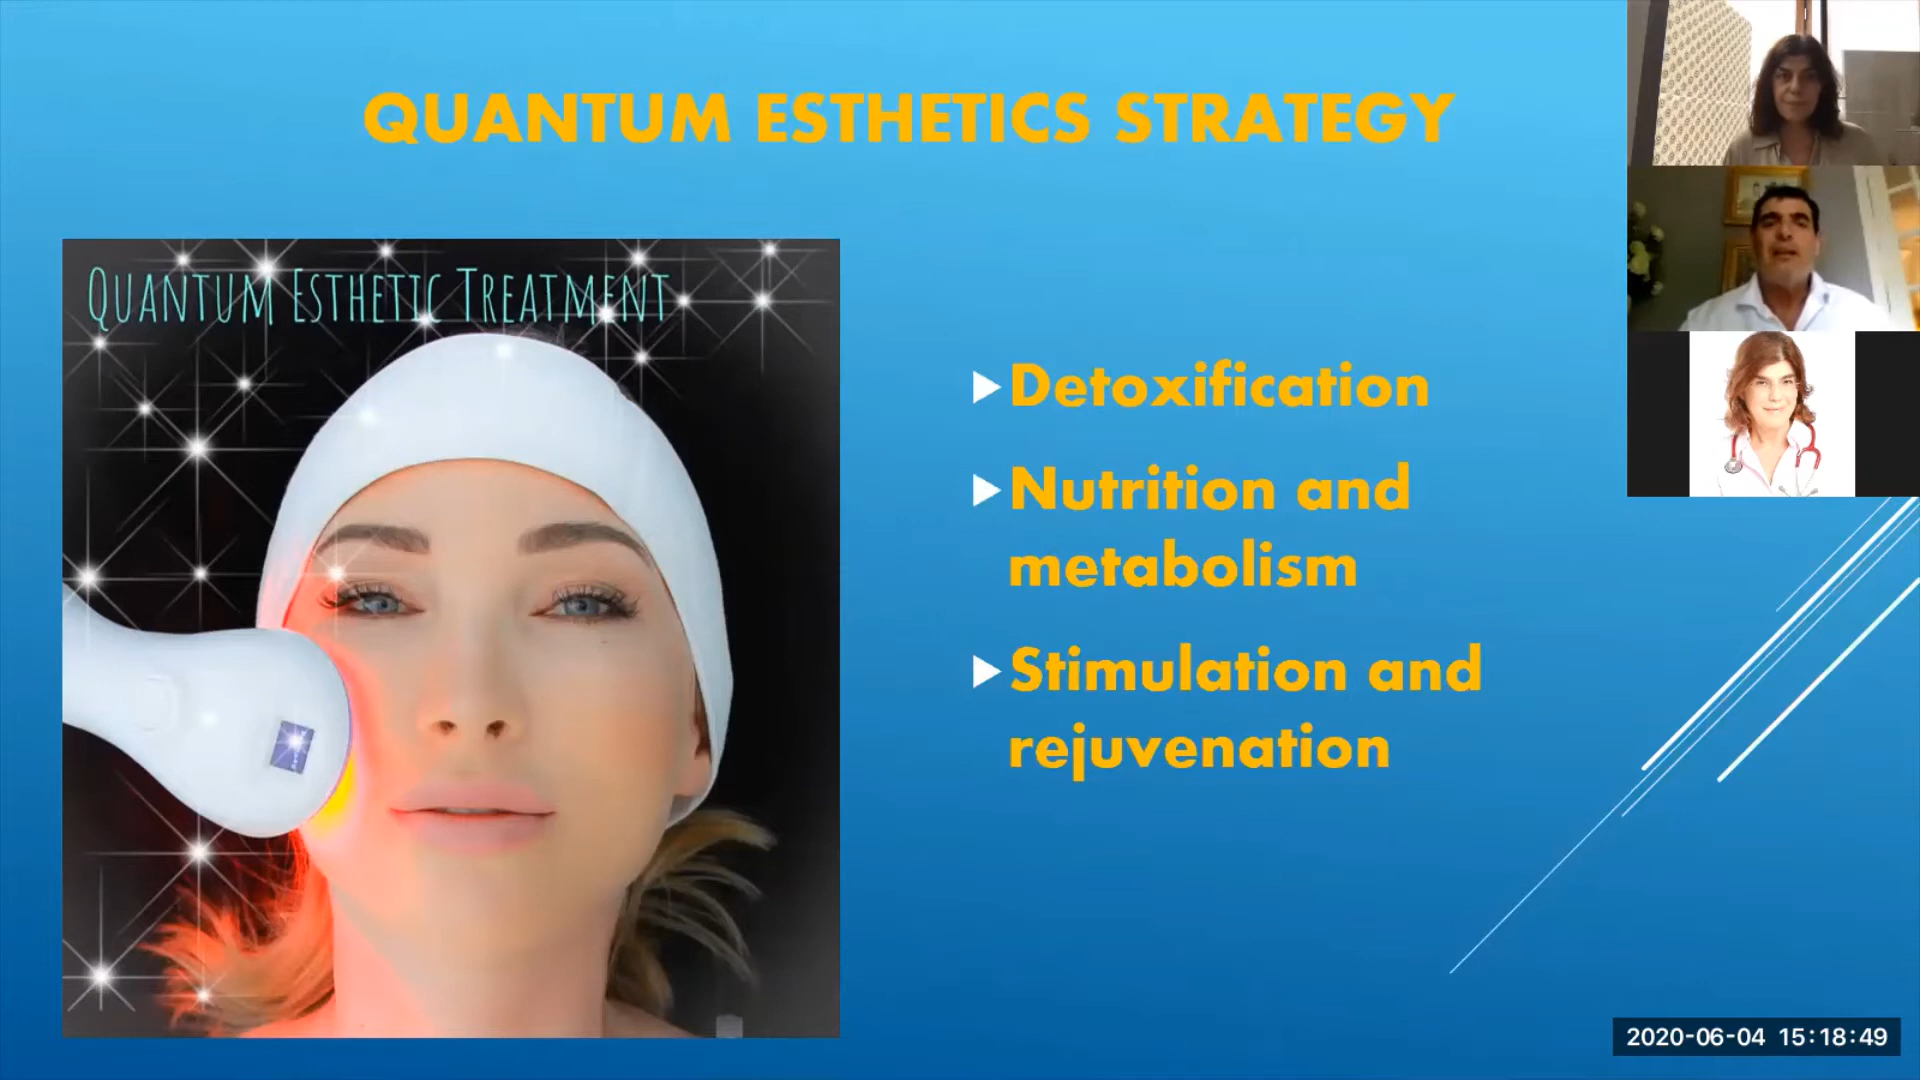 QUANTUM ESTHETICS STRATEGY
QUANTUM ESTHETIC TREATMENT
Detoxification
Nutrition and
metabolism
Stimulation and
rejuvenation
2020-06-04 15:18:49